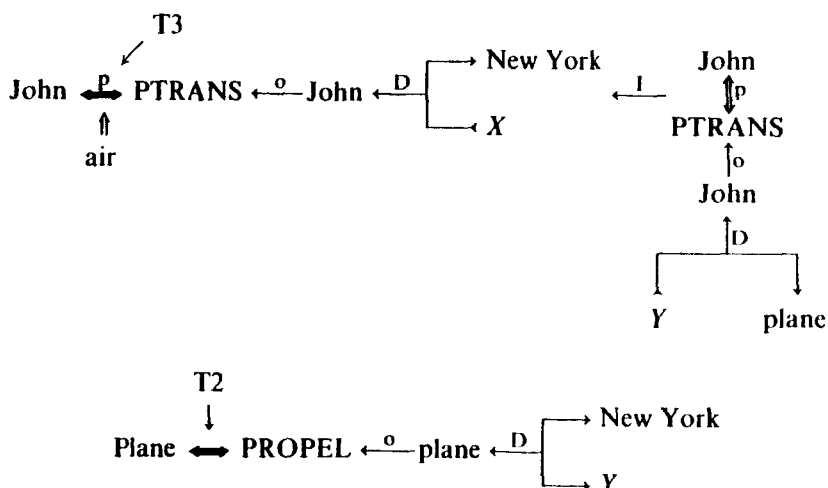 T3
John p PTRANS o John D New York
X
air
I
John
p
PTRANS
o
John
D
Y plane
T2
Plane PROPEL o plane D New York
Y